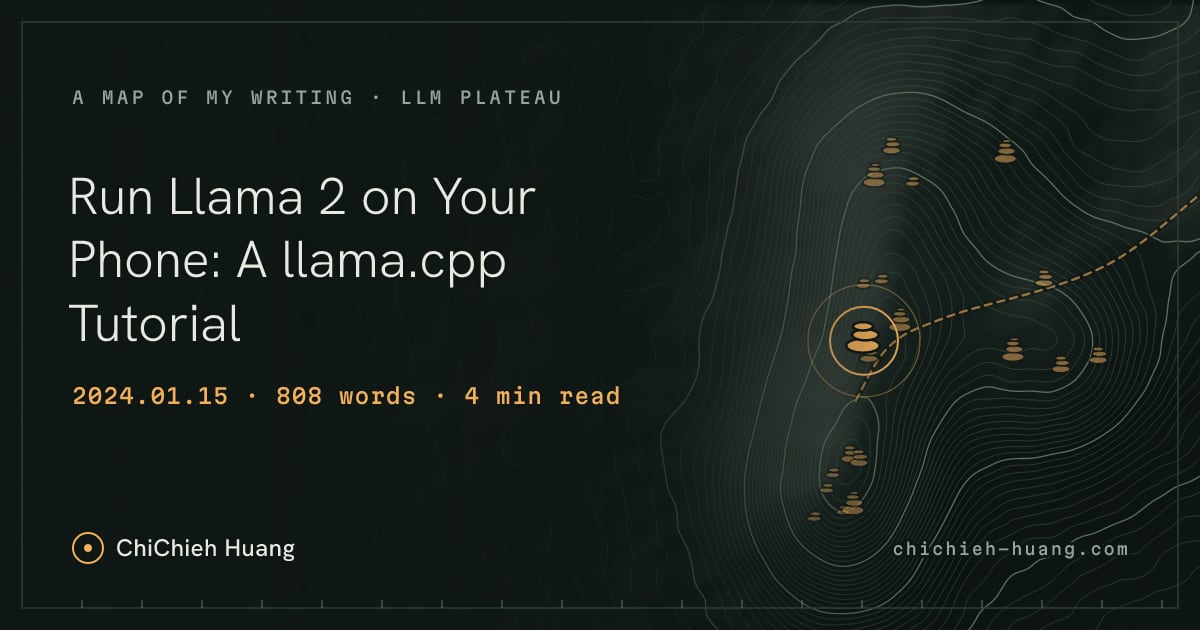 A MAP OF MY WRITING · LLM PLATEAU
Run Llama 2 on Your
Phone: A llama.cpp
Tutorial
2024.01.15 · 808 words · 4 min read
ChiChieh Huang
chichieh-huang.com